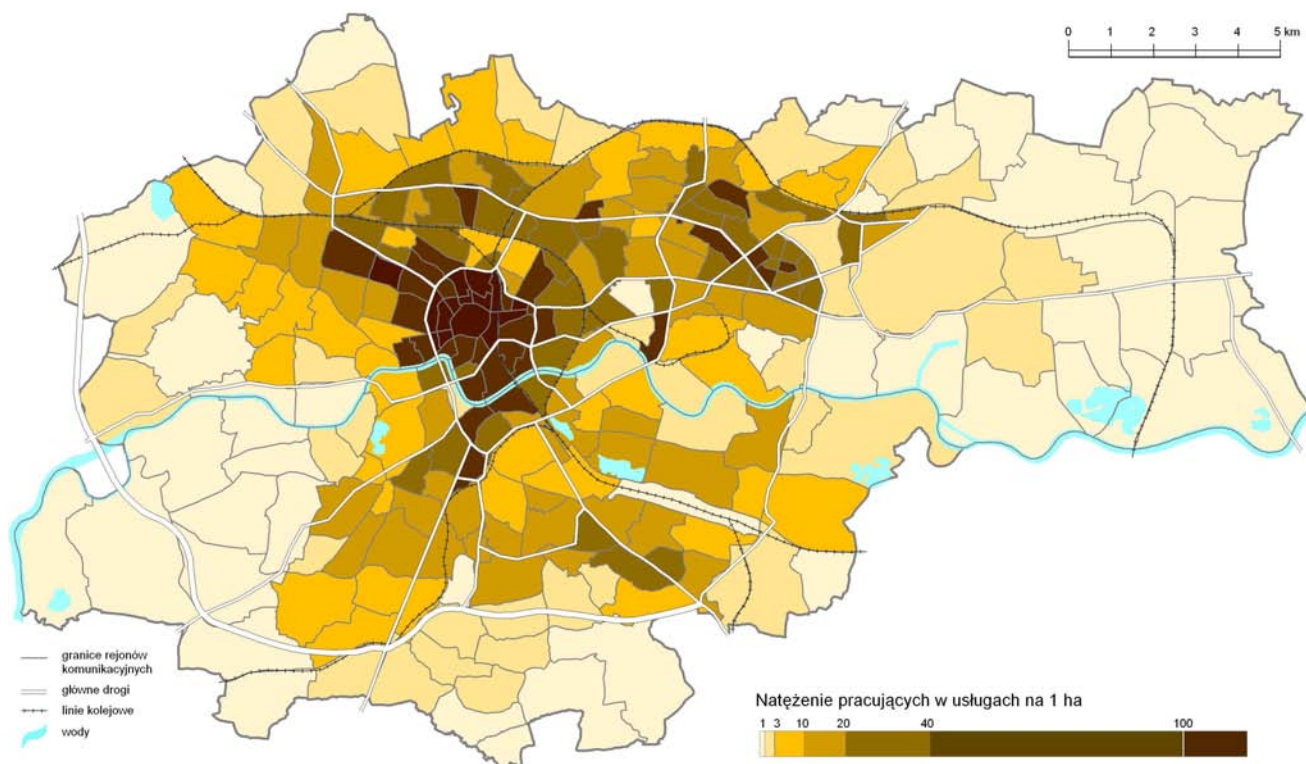 0 1 2 3 4 5 km
granice rejonów
komunikacyjnych
główne drogi
linie kolejowe
wody
Natężenie pracujących w usługach na 1 ha
1 3 10 20 40 100